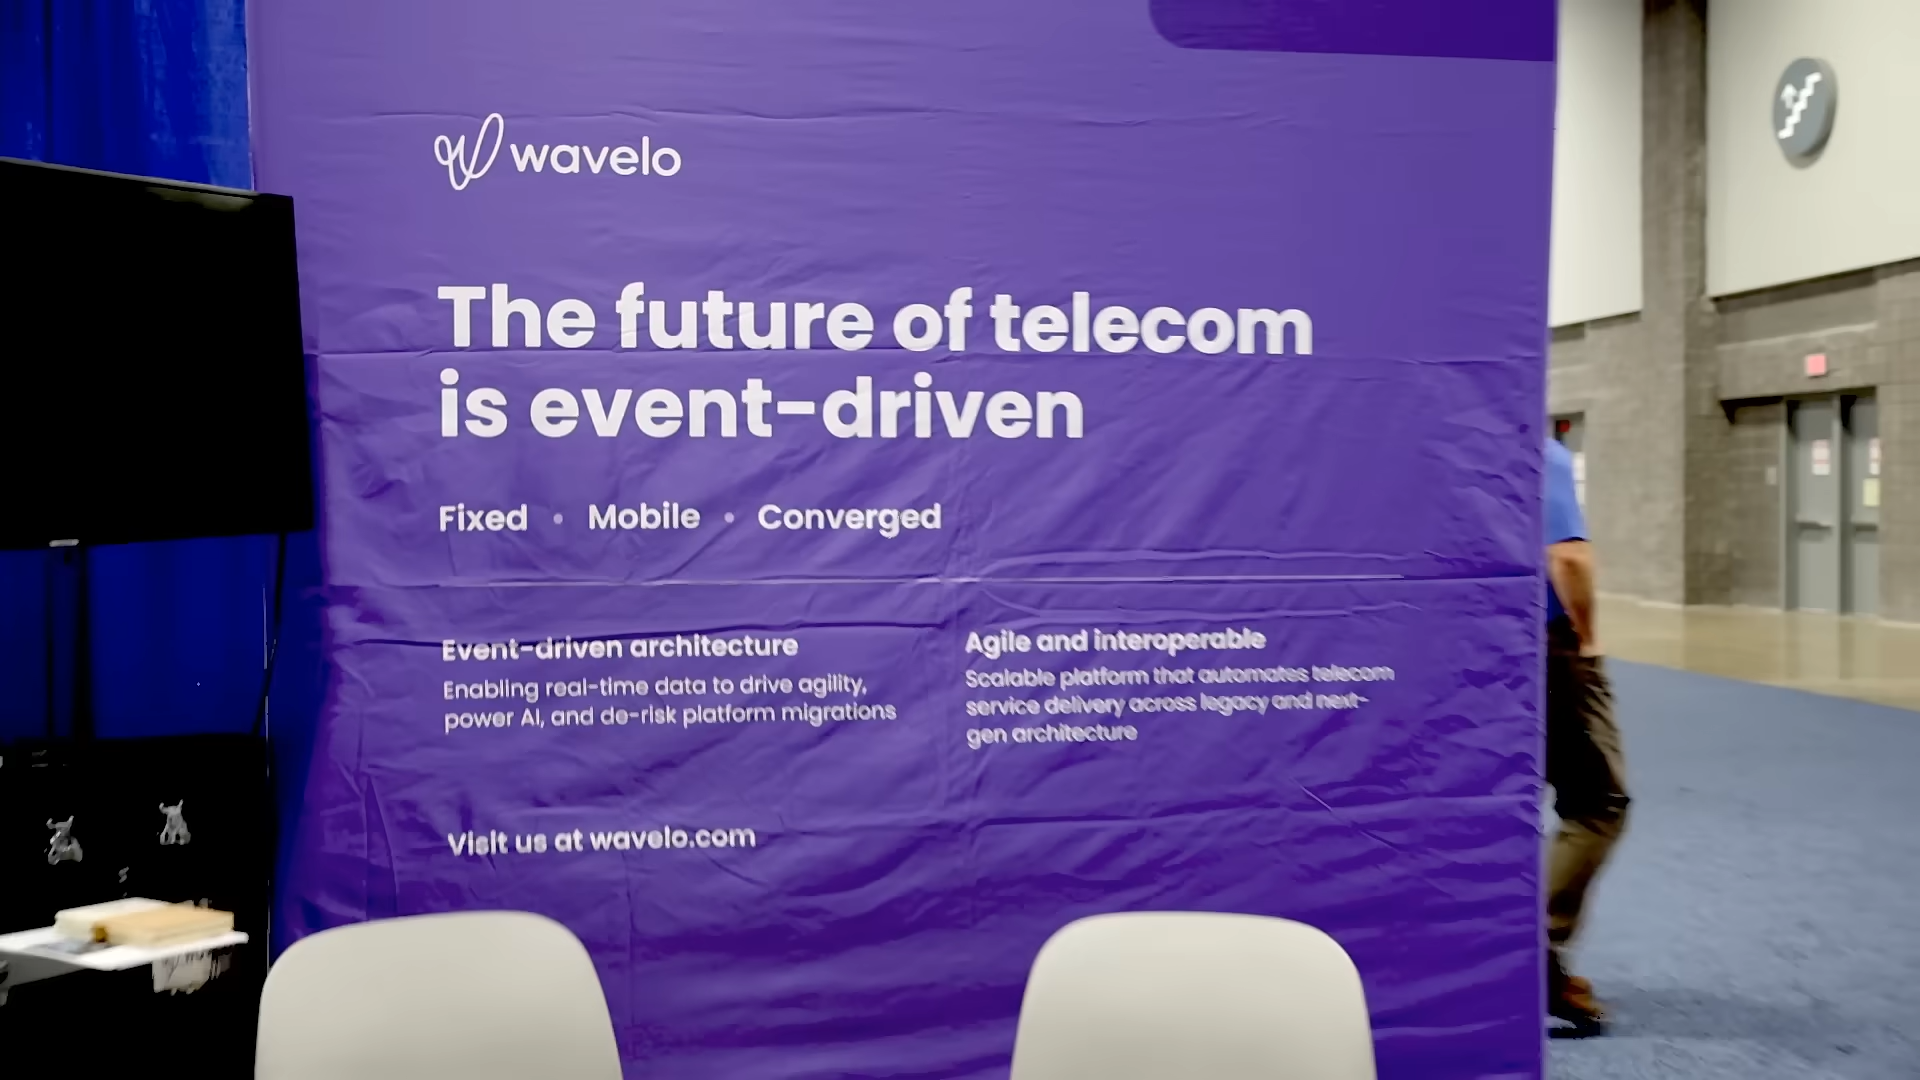 wavelo
The future of telecom
is event-driven
Fixed • Mobile • Converged
Event-driven architecture
Enabling real-time data to drive agility,
power AI, and de-risk platform migrations
Agile and interoperable
Scalable platform that automates telecom
service delivery across legacy and next-
gen architecture
Visit us at wavelo.com